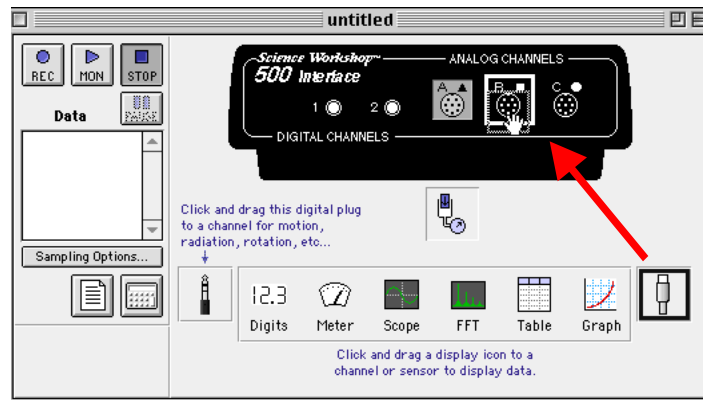 untitled
REC MON STOP
PAUSE
Data
Sampling Options...
Science Workshop™
500 Interface
ANALOG CHANNELS
A B C
1 2
DIGITAL CHANNELS
Click and drag this digital plug
to a channel for motion,
radiation, rotation, etc...
12.3
Digits Meter Scope FFT Table Graph
Click and drag a display icon to a
channel or sensor to display data.